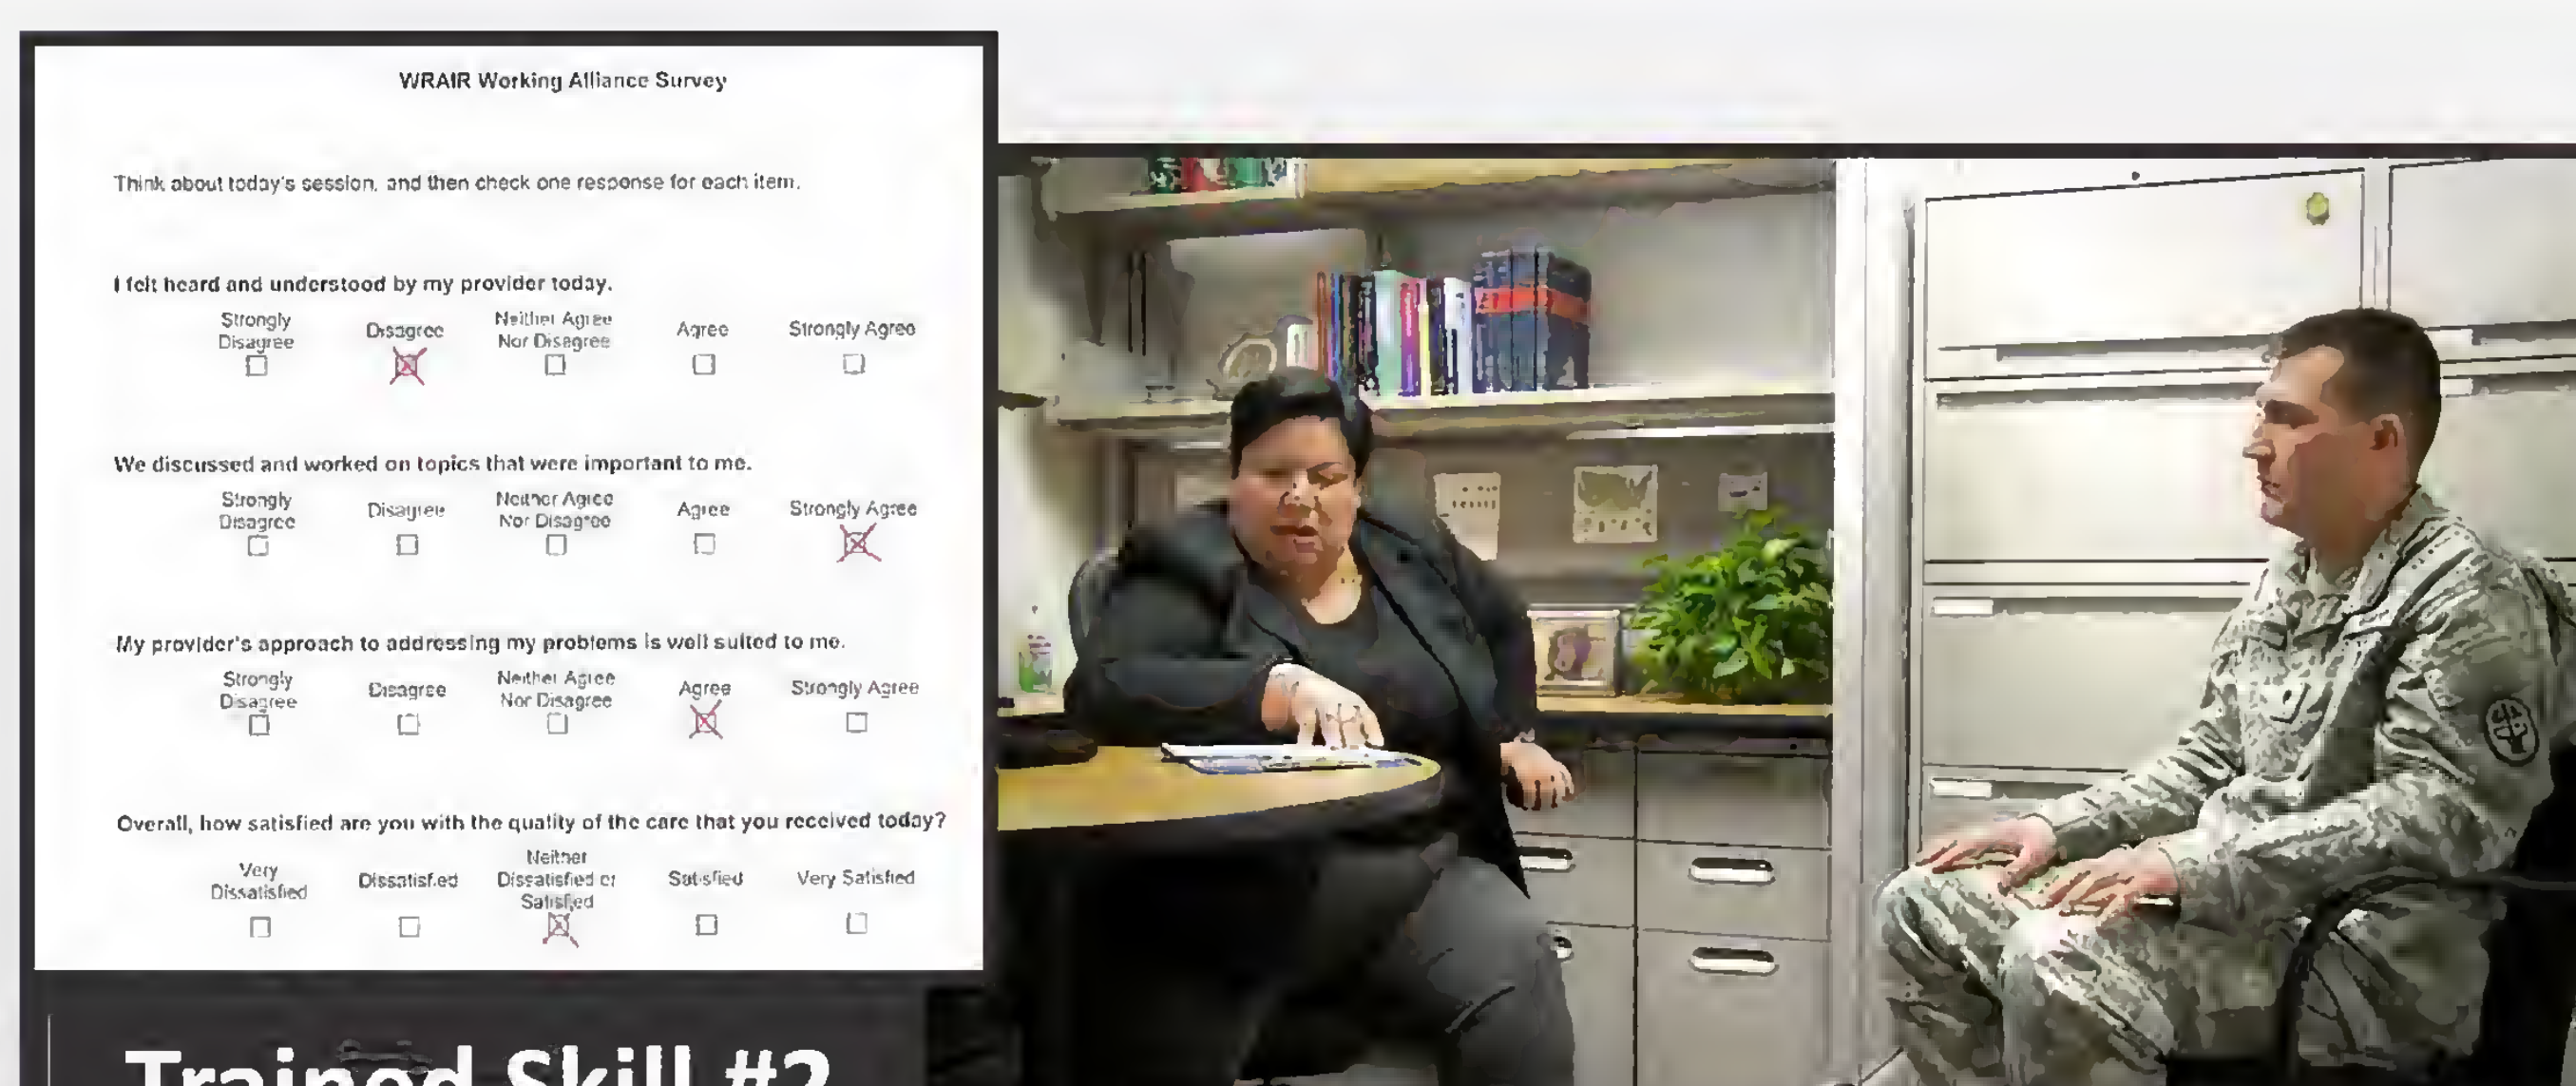 WRAIR Working Alliance Survey
Think about today's session, and then check one response for each item.
I felt heard and understood by my provider today.
Strongly Disagree
Disagree
Neither Agree Nor Disagree
Agree
Strongly Agree
We discussed and worked on topics that were important to me.
Strongly Disagree
Disagree
Neither Agree Nor Disagree
Agree
Strongly Agree
My provider's approach to addressing my problems is well suited to me.
Strongly Disagree
Disagree
Neither Agree Nor Disagree
Agree
Strongly Agree
Overall, how satisfied are you with the quality of the care that you received today?
Very Dissatisfied
Dissatisfied
Neither Dissatisfied or Satisfied
Satisfied
Very Satisfied
Trained Skill #2